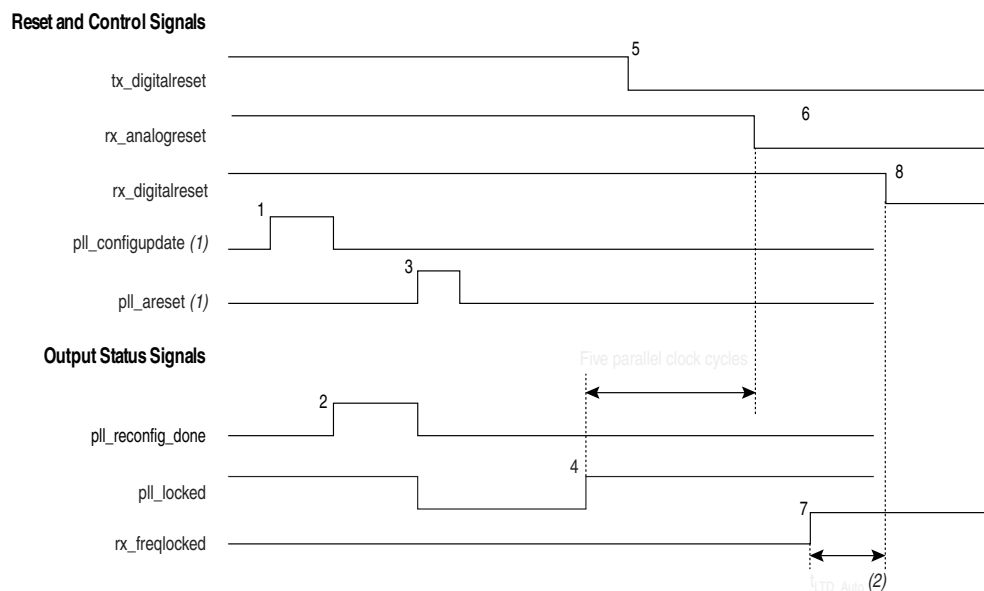 Reset and Control Signals
5
tx_digitalreset
6
rx_analogreset
8
rx_digitalreset
1
pll_configupdate (1)
3
pll_areset (1)
Output Status Signals
Five parallel clock cycles
2
pll_reconfig_done
4
pll_locked
7
rx_freqlocked
tLTD_Auto (2)